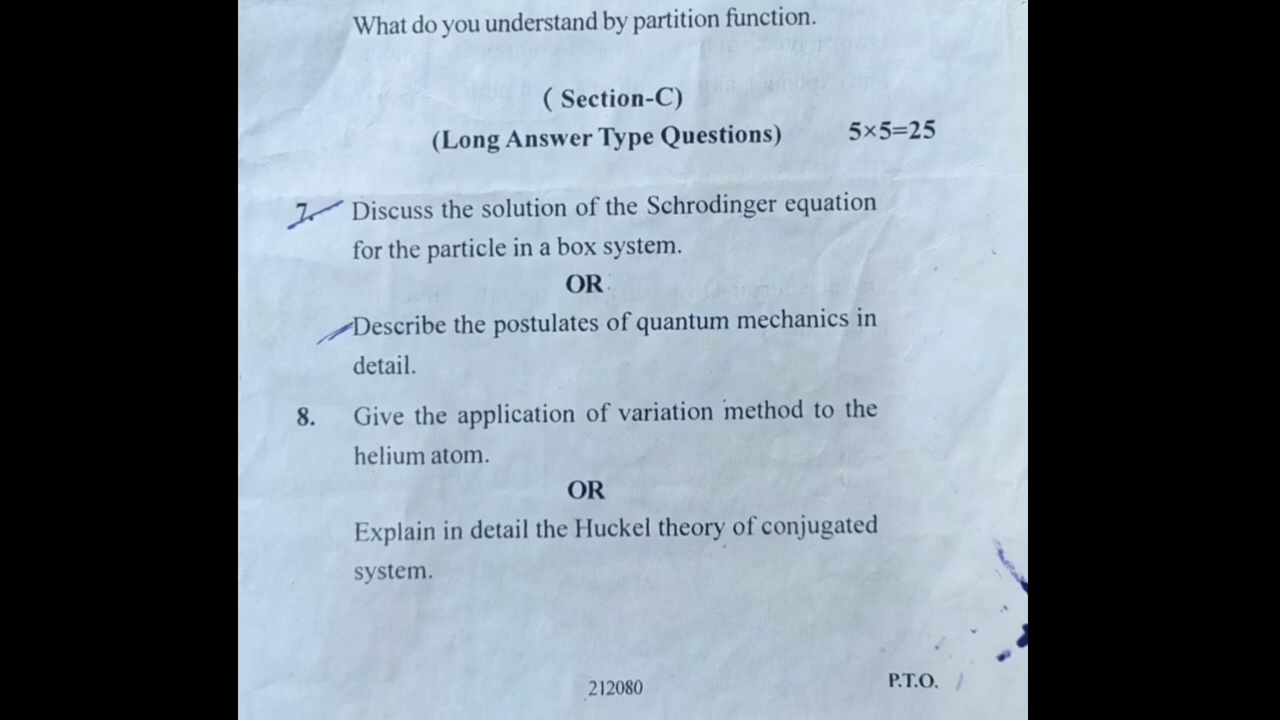 What do you understand by partition function.
( Section-C)
(Long Answer Type Questions) 5×5=25
7. Discuss the solution of the Schrodinger equation
for the particle in a box system.
OR
Describe the postulates of quantum mechanics in
detail.
8. Give the application of variation method to the
helium atom.
OR
Explain in detail the Huckel theory of conjugated
system.
212080
P.T.O.